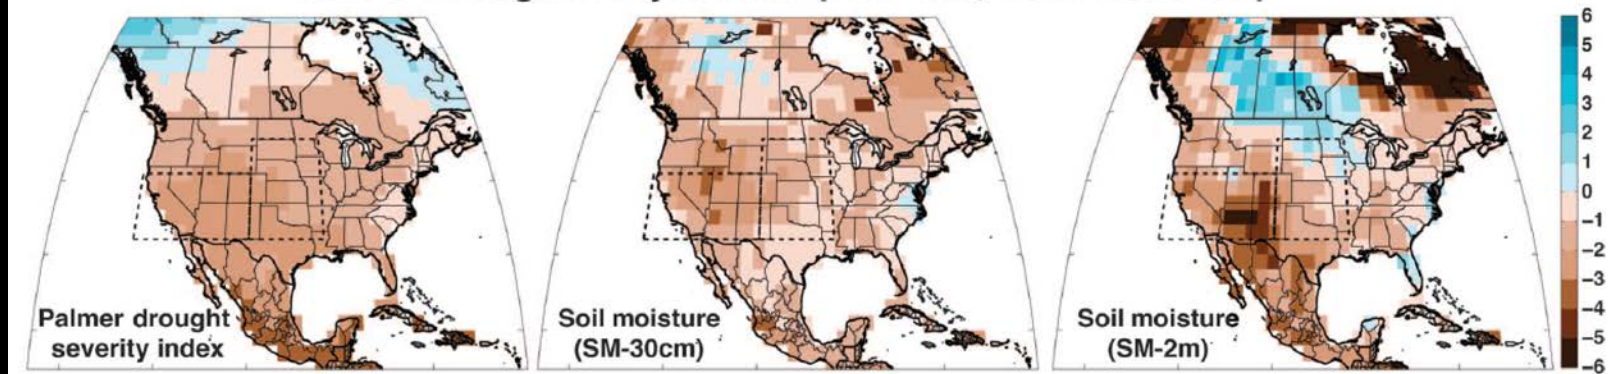 Palmer drought
severity index
Soil moisture
(SM-30cm)
Soil moisture
(SM-2m)
6
5
4
3
2
1
0
−1
−2
−3
−4
−5
−6